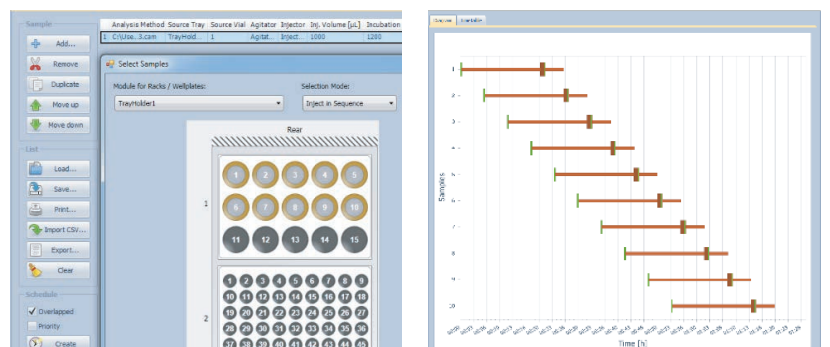 Sample
Add...
Remove
Duplicate
Move up
Move down
List
Load...
Save...
Print...
Import CSV...
Export...
Clear
Schedule
Overlapped
Priority
Create
Analysis Method Source Tray Source Vial Agitator Injector Inj. Volume [µL] Incubation
1 C:\Use..3.cam TrayHold... 1 Agitat... Inject... 1000 1200
Select Samples
Module for Racks / Wellplates: Selection Mode:
TrayHolder1 Inject in Sequence
Rear
1
1 2 3 4 5
6 7 8 9 10
11 12 13 14 15
2
1 2 3 4 5 6 7 8 9
10 11 12 13 14 15 16 17 18
19 20 21 22 23 24 25 26 27
28 29 30 31 32 33 34 35 36
37 38 39 40 41 42 43 44 45
Samples
1
2
3
4
5
6
7
8
9
10
Time [h]